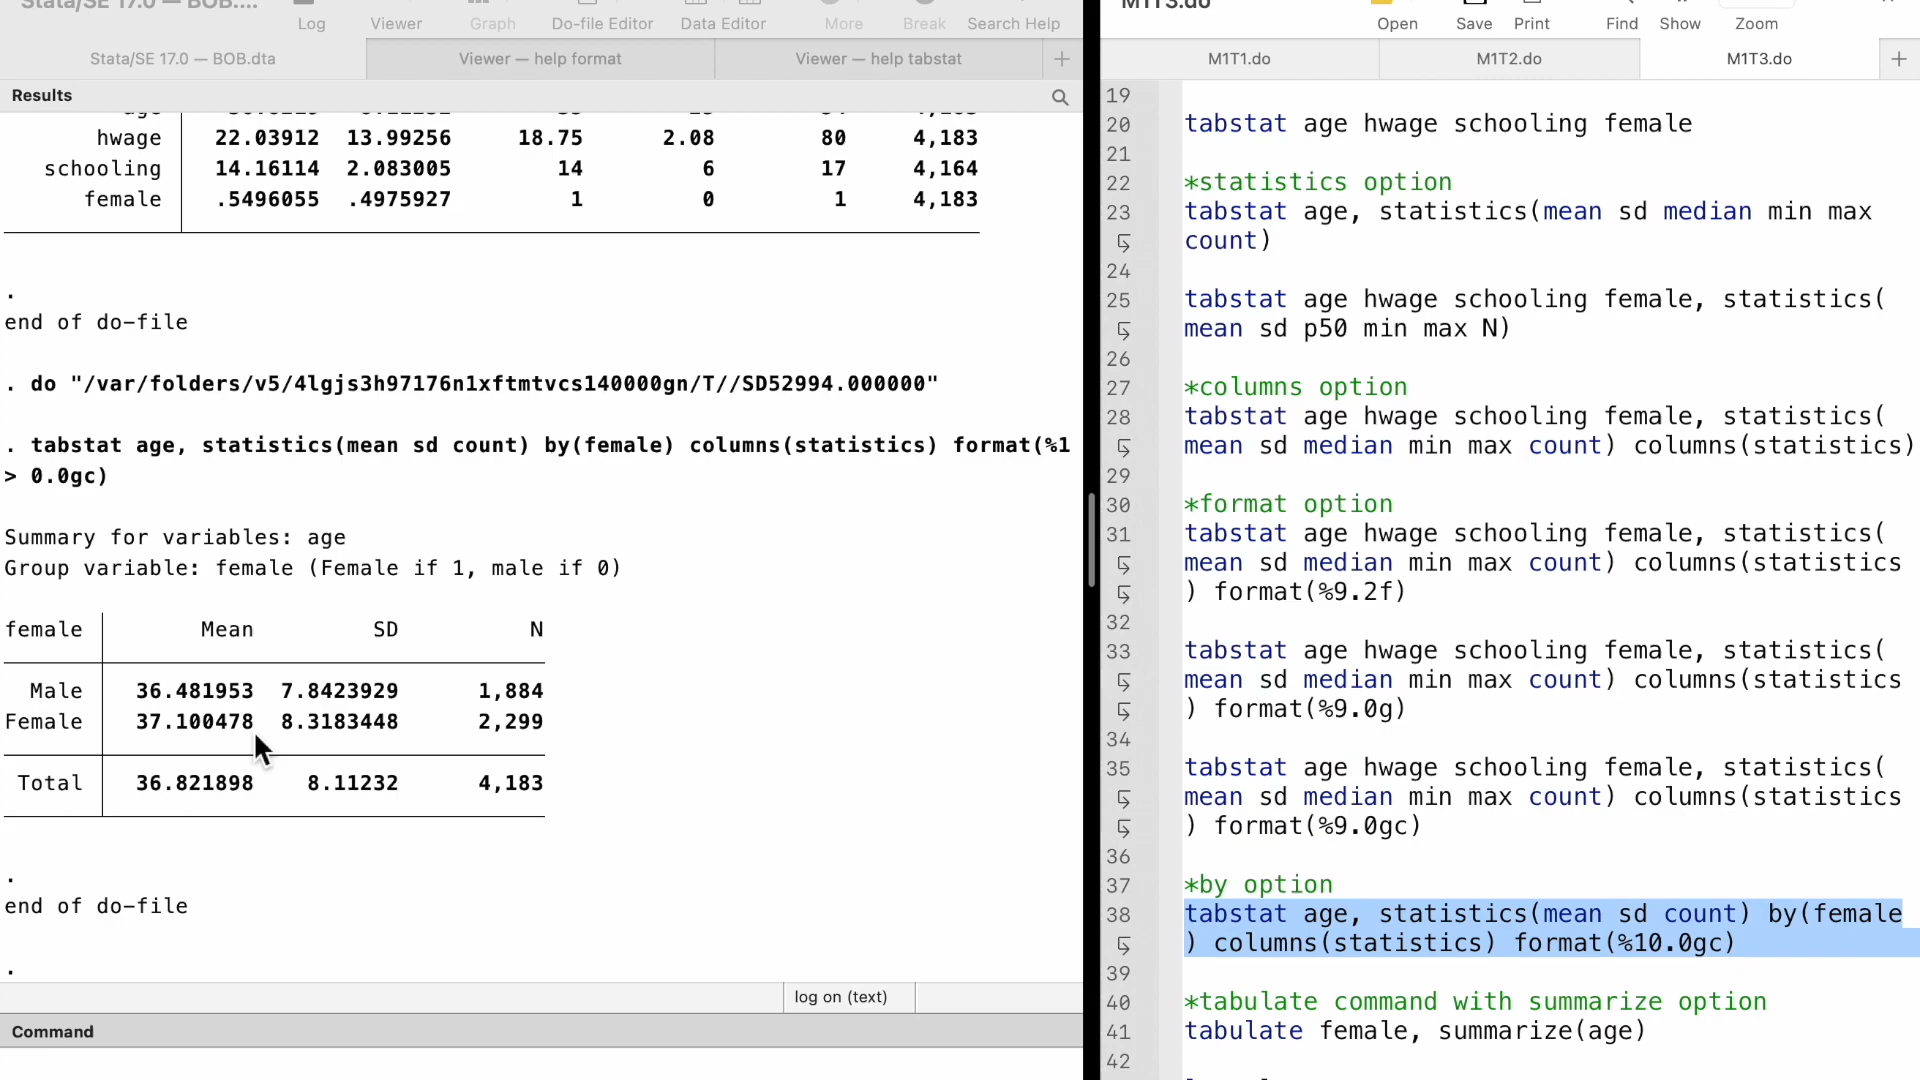 Stata/SE 17.0 — BOB....
Log Viewer Graph Do-file Editor Data Editor More Break Search Help
Stata/SE 17.0 — BOB.dta Viewer — help format Viewer — help tabstat +
Results
hwage 22.03912 13.99256 18.75 2.08 80 4,183
schooling 14.16114 2.083005 14 6 17 4,164
female .5496055 .4975927 1 0 1 4,183
.
end of do-file
. do "/var/folders/v5/4lgjs3h97176n1xftmtvcs140000gn/T//SD52994.000000"
. tabstat age, statistics(mean sd count) by(female) columns(statistics) format(%1
> 0.0gc)
Summary for variables: age
Group variable: female (Female if 1, male if 0)
female Mean SD N
Male 36.481953 7.8423929 1,884
Female 37.100478 8.3183448 2,299
Total 36.821898 8.11232 4,183
.
end of do-file
.
log on (text)
Command
M1T3.do
Open Save Print Find Show Zoom
M1T1.do M1T2.do M1T3.do +
19
20 tabstat age hwage schooling female
21
22 *statistics option
23 tabstat age, statistics(mean sd median min max
count)
24
25 tabstat age hwage schooling female, statistics(
mean sd p50 min max N)
26
27 *columns option
28 tabstat age hwage schooling female, statistics(
mean sd median min max count) columns(statistics)
29
30 *format option
31 tabstat age hwage schooling female, statistics(
mean sd median min max count) columns(statistics
) format(%9.2f)
32
33 tabstat age hwage schooling female, statistics(
mean sd median min max count) columns(statistics
) format(%9.0g)
34
35 tabstat age hwage schooling female, statistics(
mean sd median min max count) columns(statistics
) format(%9.0gc)
36
37 *by option
38 tabstat age, statistics(mean sd count) by(female
) columns(statistics) format(%10.0gc)
39
40 *tabulate command with summarize option
41 tabulate female, summarize(age)
42